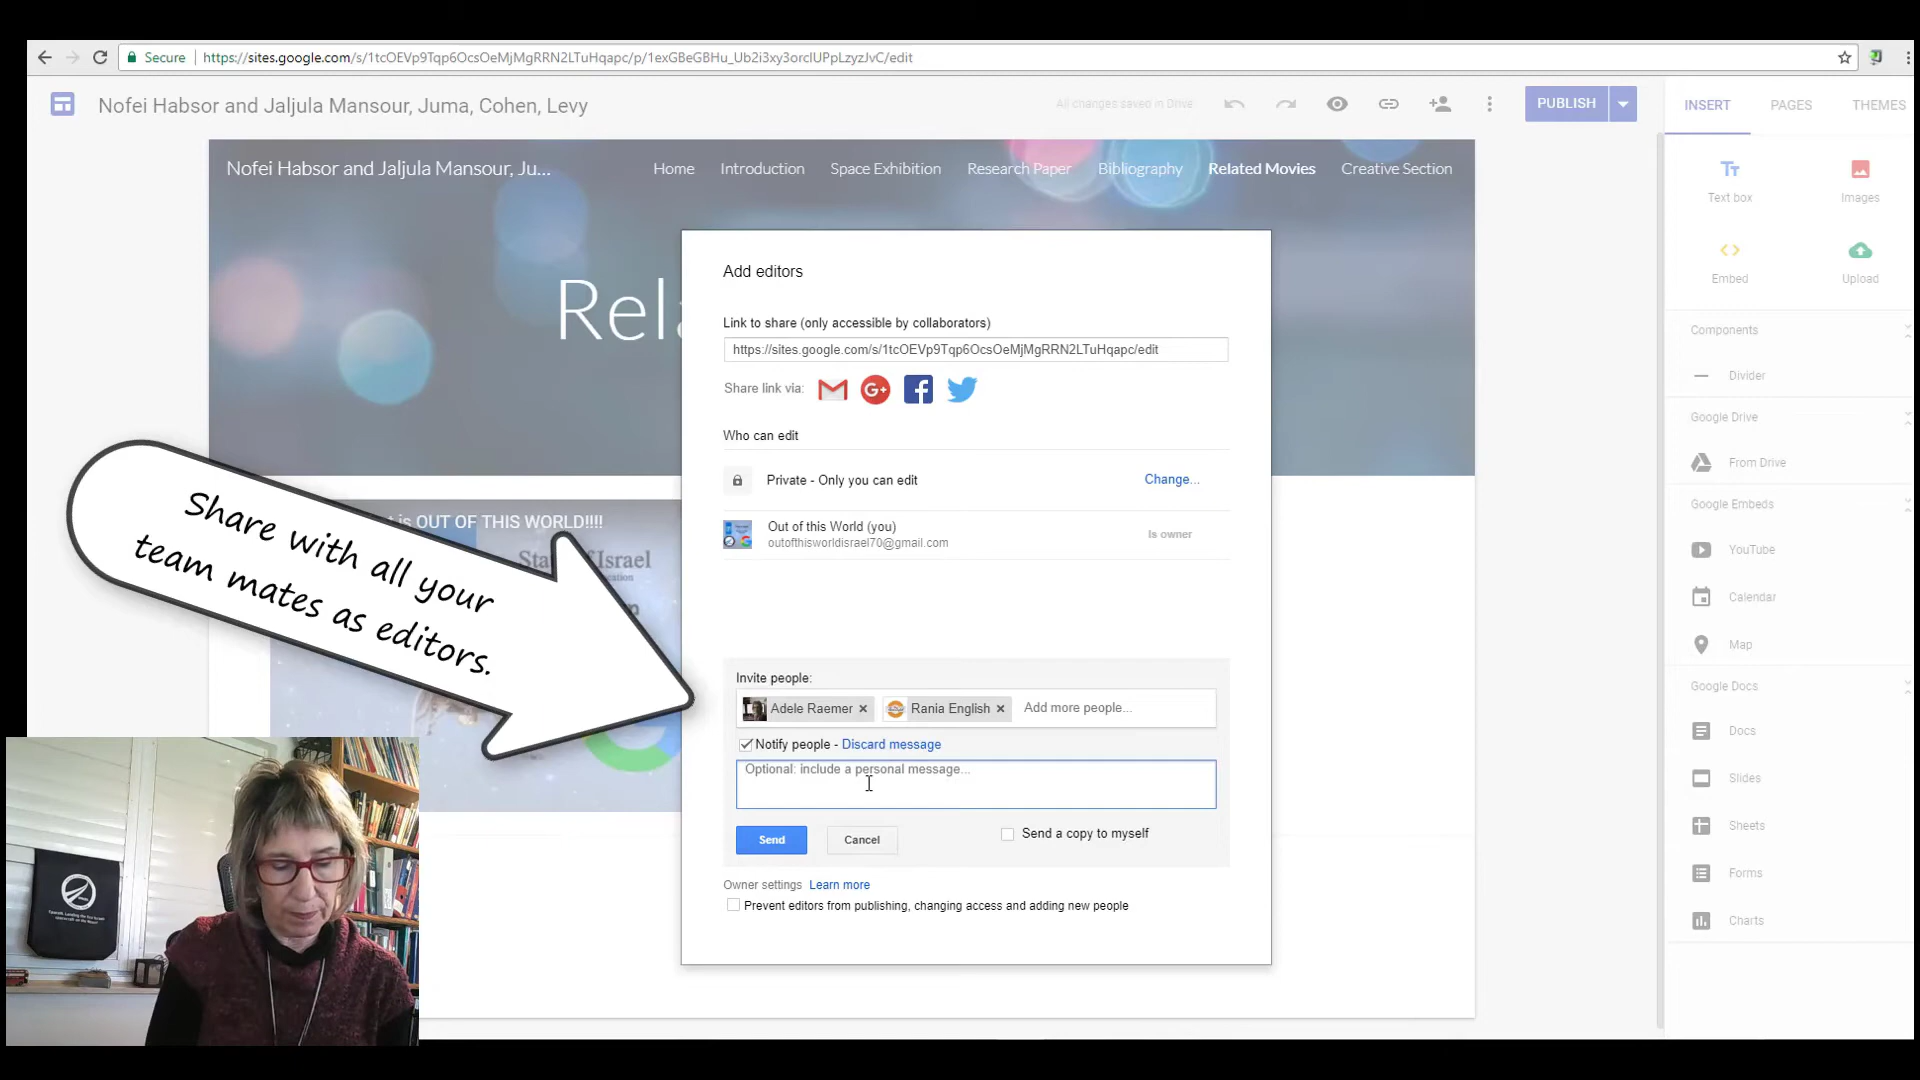 Secure https://sites.google.com/s/1tcOEVp9Tqp6OcsOeMjMgRRN2LTuHqapc/p/1exGBeGBHu_Ub2i3xy3orcIUPpLzyzJvC/edit
Nofei Habsor and Jaljula Mansour, Juma, Cohen, Levy
All changes saved in Drive
PUBLISH
INSERT PAGES THEMES
Nofei Habsor and Jaljula Mansour, Ju...
Home Introduction Space Exhibition Research Paper Bibliography Related Movies Creative Section
Text box Images
Embed Upload
Components
Divider
Google Drive
From Drive
Google Embeds
YouTube
Calendar
Map
Google Docs
Docs
Slides
Sheets
Forms
Charts
Rel
is OUT OF THIS WORLD!!!!
of Israel
Share with all your
team mates as editors.
Add editors
Link to share (only accessible by collaborators)
https://sites.google.com/s/1tcOEVp9Tqp6OcsOeMjMgRRN2LTuHqapc/edit
Share link via:
Who can edit
Private - Only you can edit Change...
Out of this World (you)
outofthisworldisrael70@gmail.com
Is owner
Invite people:
Adele Raemer Rania English Add more people...
Notify people - Discard message
Optional: include a personal message...
Send Cancel Send a copy to myself
Owner settings Learn more
Prevent editors from publishing, changing access and adding new people